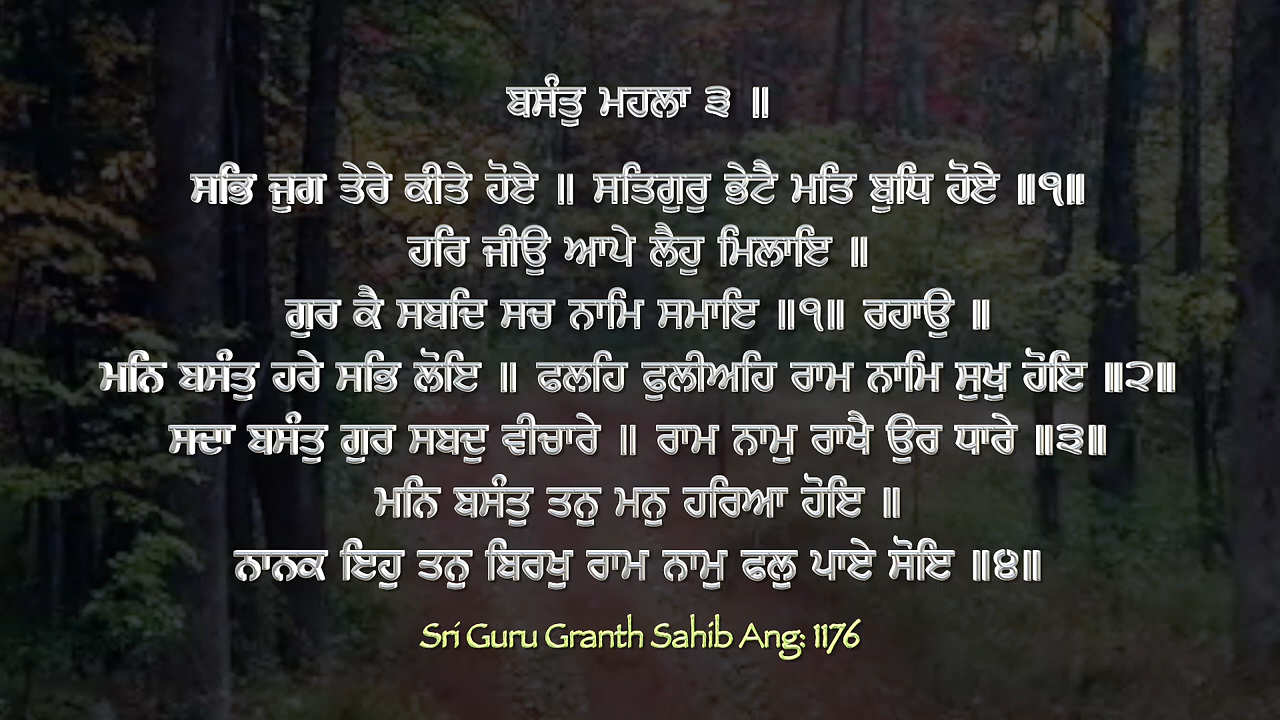 ਬਸੰਤੁ ਮਹਲਾ ੩ ॥
ਸਭਿ ਜੁਗ ਤੇਰੇ ਕੀਤੇ ਹੋਏ ॥ ਸਤਿਗੁਰੁ ਭੇਟੈ ਮਤਿ ਬੁਧਿ ਹੋਏ ॥੧॥
ਹਰਿ ਜੀਉ ਆਪੇ ਲੈਹੁ ਮਿਲਾਇ ॥
ਗੁਰ ਕੈ ਸਬਦਿ ਸਚ ਨਾਮਿ ਸਮਾਇ ॥੧॥ ਰਹਾਉ ॥
ਮਨਿ ਬਸੰਤੁ ਹਰੇ ਸਭਿ ਲੋਇ ॥ ਫਲਹਿ ਫੁਲੀਅਹਿ ਰਾਮ ਨਾਮਿ ਸੁਖੁ ਹੋਇ ॥੨॥
ਸਦਾ ਬਸੰਤੁ ਗੁਰ ਸਬਦੁ ਵੀਚਾਰੇ ॥ ਰਾਮ ਨਾਮੁ ਰਾਖੈ ਉਰ ਧਾਰੇ ॥੩॥
ਮਨਿ ਬਸੰਤੁ ਤਨੁ ਮਨੁ ਹਰਿਆ ਹੋਇ ॥
ਨਾਨਕ ਇਹੁ ਤਨੁ ਬਿਰਖੁ ਰਾਮ ਨਾਮੁ ਫਲੁ ਪਾਏ ਸੋਇ ॥੪॥
Sri Guru Granth Sahib Ang: 1176